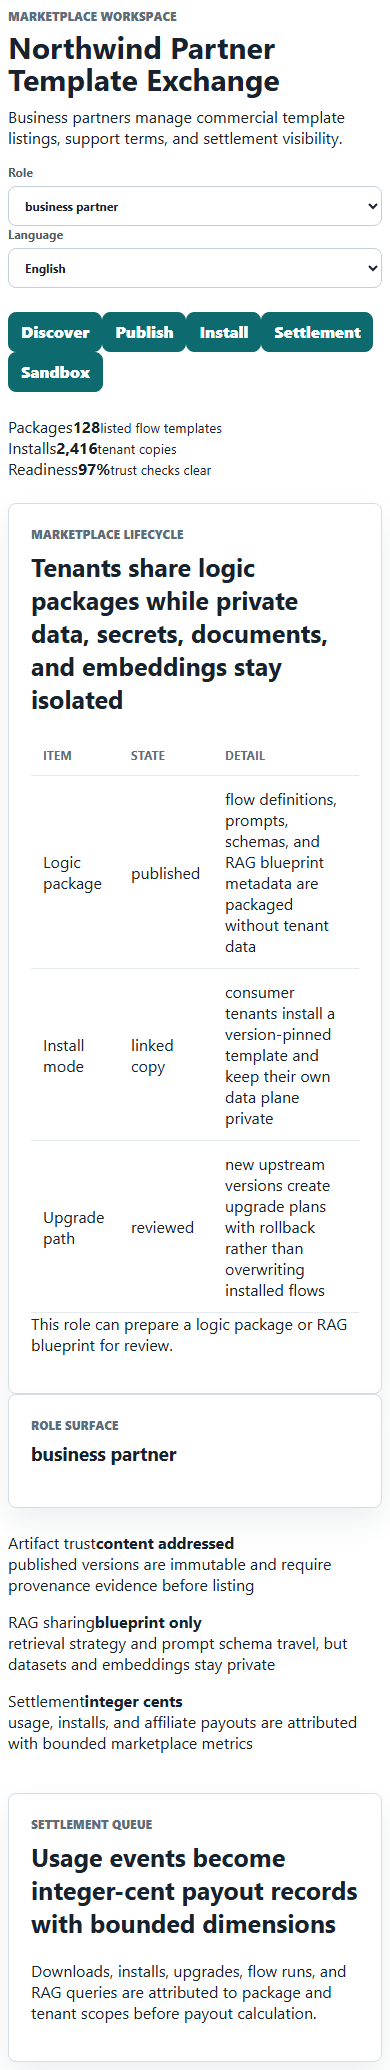 MARKETPLACE WORKSPACE
Northwind Partner
Template Exchange
Business partners manage commercial template
listings, support terms, and settlement visibility.
Role
business partner
Language
English
Discover Publish Install Settlement
Sandbox
Packages128listed flow templates
Installs2,416tenant copies
Readiness97%trust checks clear
MARKETPLACE LIFECYCLE
Tenants share logic
packages while private
data, secrets, documents,
and embeddings stay
isolated
ITEM STATE DETAIL
Logic
package
published
flow definitions,
prompts,
schemas, and
RAG blueprint
metadata are
packaged
without tenant
data
Install
mode
linked
copy
consumer
tenants install a
version-pinned
template and
keep their own
data plane
private
Upgrade
path
reviewed
new upstream
versions create
upgrade plans
with rollback
rather than
overwriting
installed flows
This role can prepare a logic package or RAG
blueprint for review.
ROLE SURFACE
business partner
Artifact trustcontent addressed
published versions are immutable and require
provenance evidence before listing
RAG sharingblueprint only
retrieval strategy and prompt schema travel, but
datasets and embeddings stay private
Settlementinteger cents
usage, installs, and affiliate payouts are attributed
with bounded marketplace metrics
SETTLEMENT QUEUE
Usage events become
integer-cent payout records
with bounded dimensions
Downloads, installs, upgrades, flow runs, and
RAG queries are attributed to package and
tenant scopes before payout calculation.